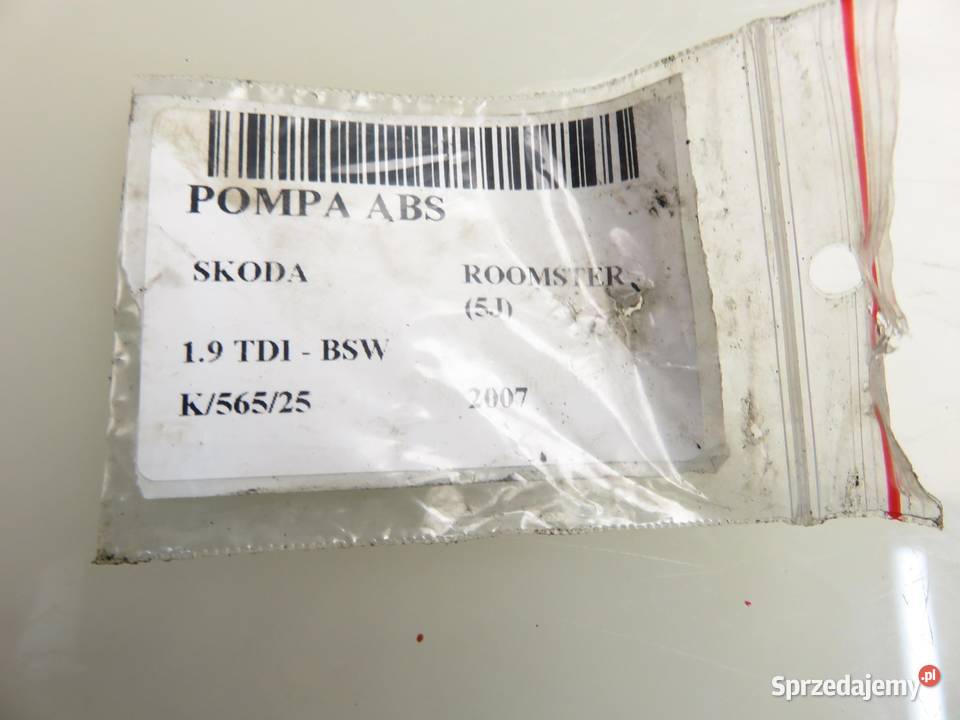 POMPA ABS
SKODA ROOMSTER
(5J)
1.9 TDI - BSW
K/565/25 2007
Sprzedajemy.pl